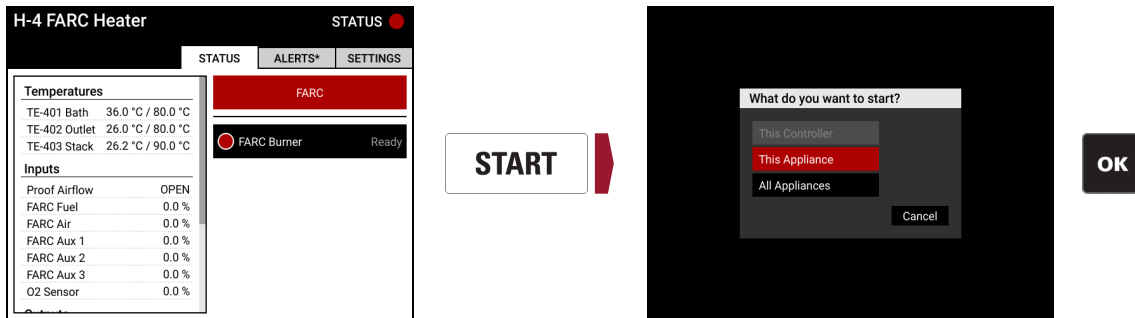 H-4 FARC Heater STATUS
STATUS ALERTS* SETTINGS
Temperatures
TE-401 Bath 36.0 °C / 80.0 °C
TE-402 Outlet 26.0 °C / 80.0 °C
TE-403 Stack 26.2 °C / 90.0 °C
Inputs
Proof Airflow OPEN
FARC Fuel 0.0 %
FARC Air 0.0 %
FARC Aux 1 0.0 %
FARC Aux 2 0.0 %
FARC Aux 3 0.0 %
O2 Sensor 0.0 %
FARC
FARC Burner Ready
START
What do you want to start?
This Controller
This Appliance
All Appliances
Cancel
OK